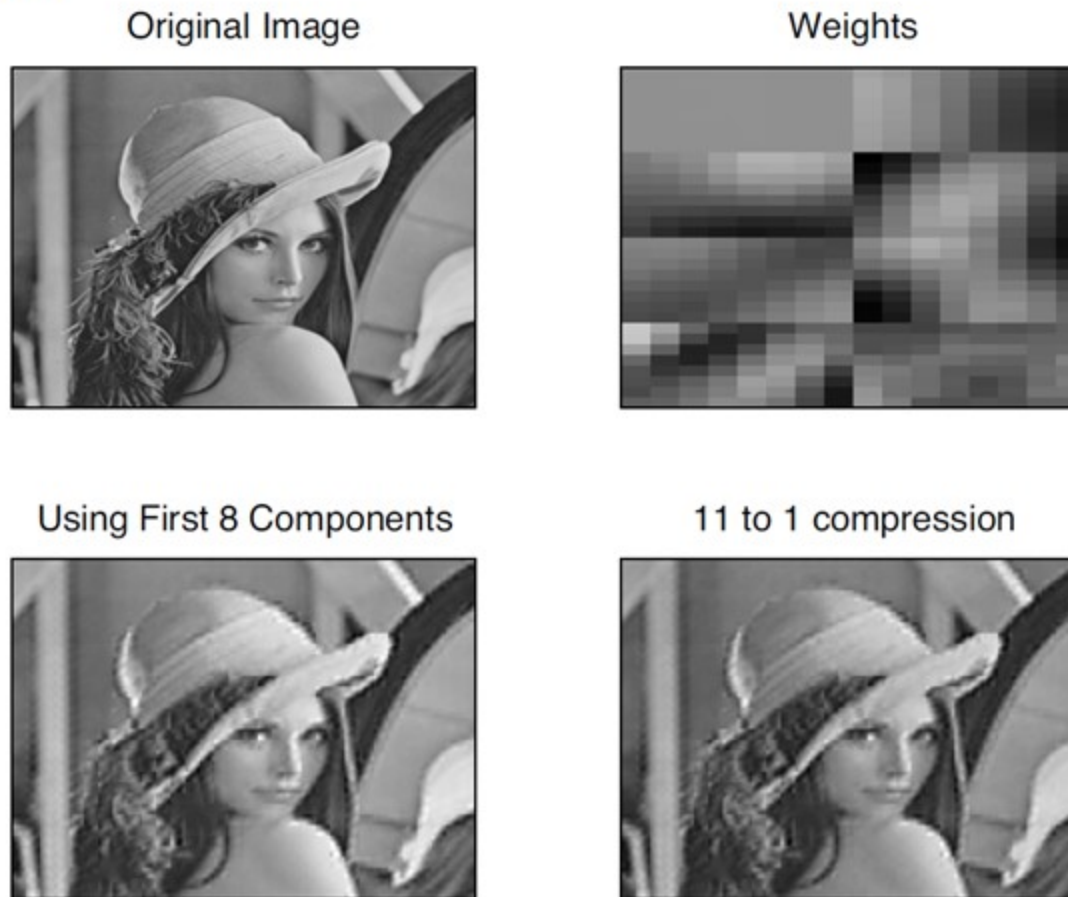 Original Image
Weights
Using First 8 Components
11 to 1 compression